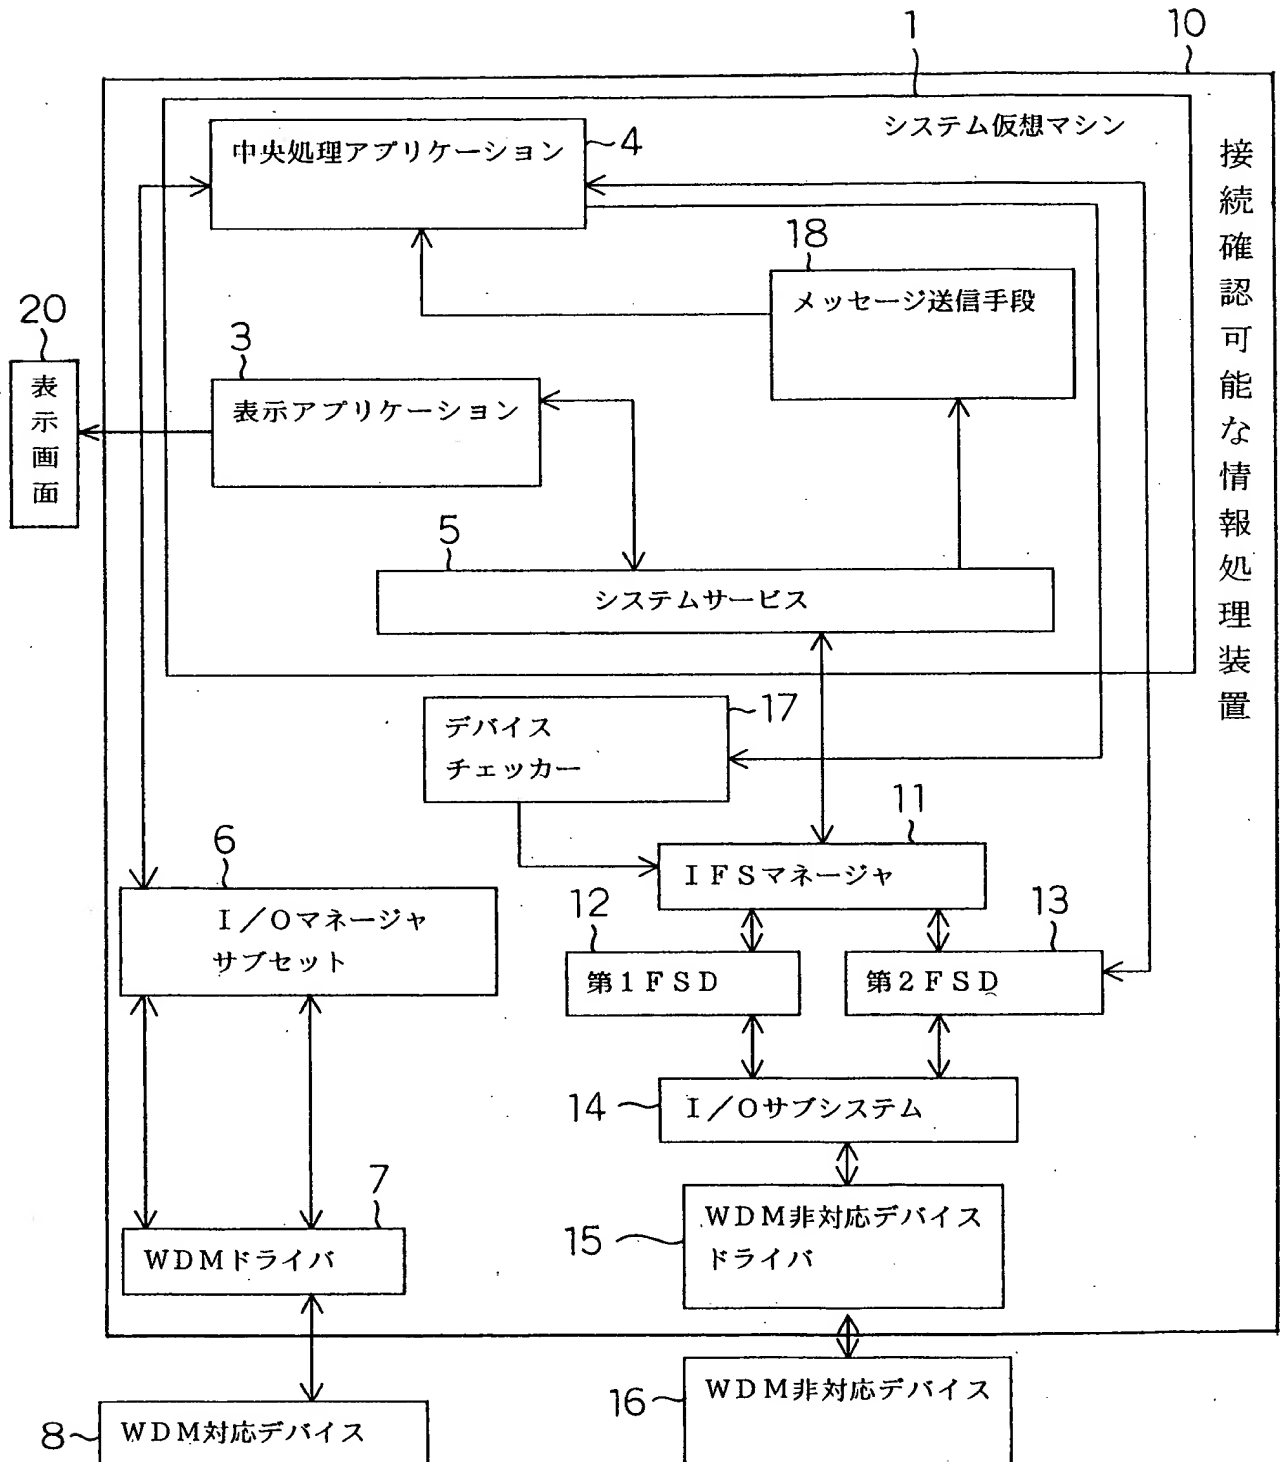 1
10
システム仮想マシン
中央処理アプリケーション
4
接続確認可能な情報処理装置
18
メッセージ送信手段
20
表示画面
3
表示アプリケーション
5
システムサービス
17
デバイス
チェッカー
11
IFSマネージャ
6
I/Oマネージャ
サブセット
12
第1FSD
13
第2FSD
14
I/Oサブシステム
7
WDMドライバ
15
WDM非対応デバイス
ドライバ
16
WDM非対応デバイス
8
WDM対応デバイス